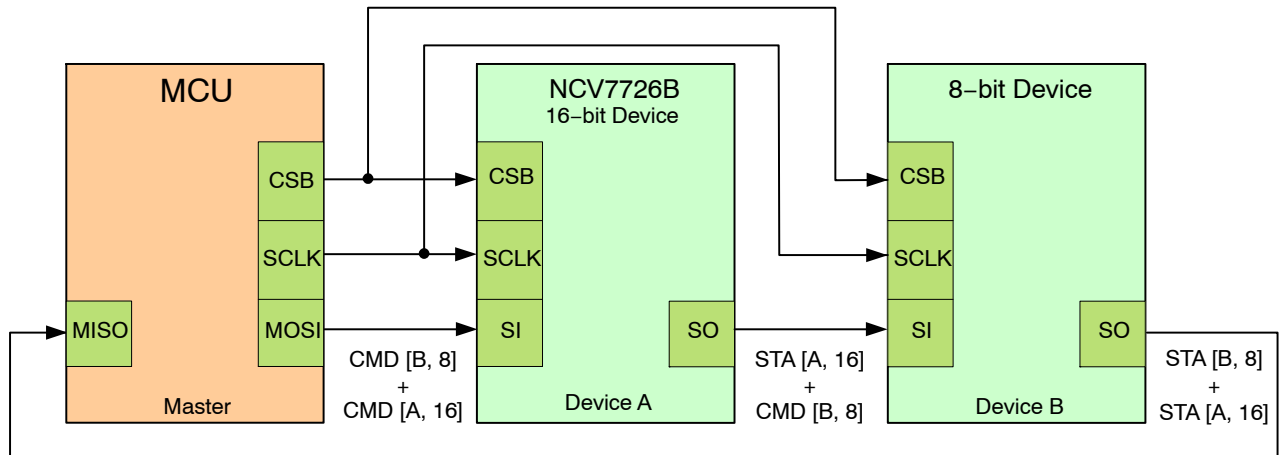 MCU
CSB
SCLK
MOSI
MISO
Master
CMD [B, 8]
+
CMD [A, 16]
NCV7726B
16−bit Device
CSB
SCLK
SI
SO
Device A
STA [A, 16]
+
CMD [B, 8]
8−bit Device
CSB
SCLK
SI
SO
Device B
STA [B, 8]
+
STA [A, 16]